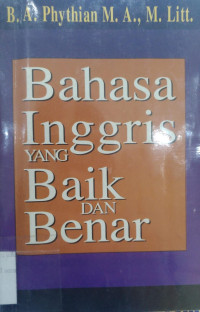 B. A. Phythian M. A., M. Litt.
Bahasa
Inggris
YANG
Baik
DAN
Benar